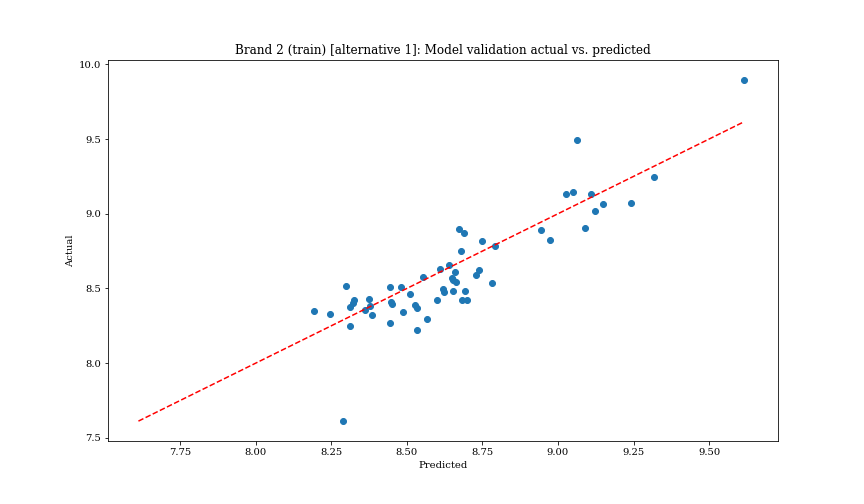 Brand 2 (train) [alternative 1]: Model validation actual vs. predicted
10.0
9.5
9.0
8.5
8.0
7.5
Actual
7.75 8.00 8.25 8.50 8.75 9.00 9.25 9.50
Predicted